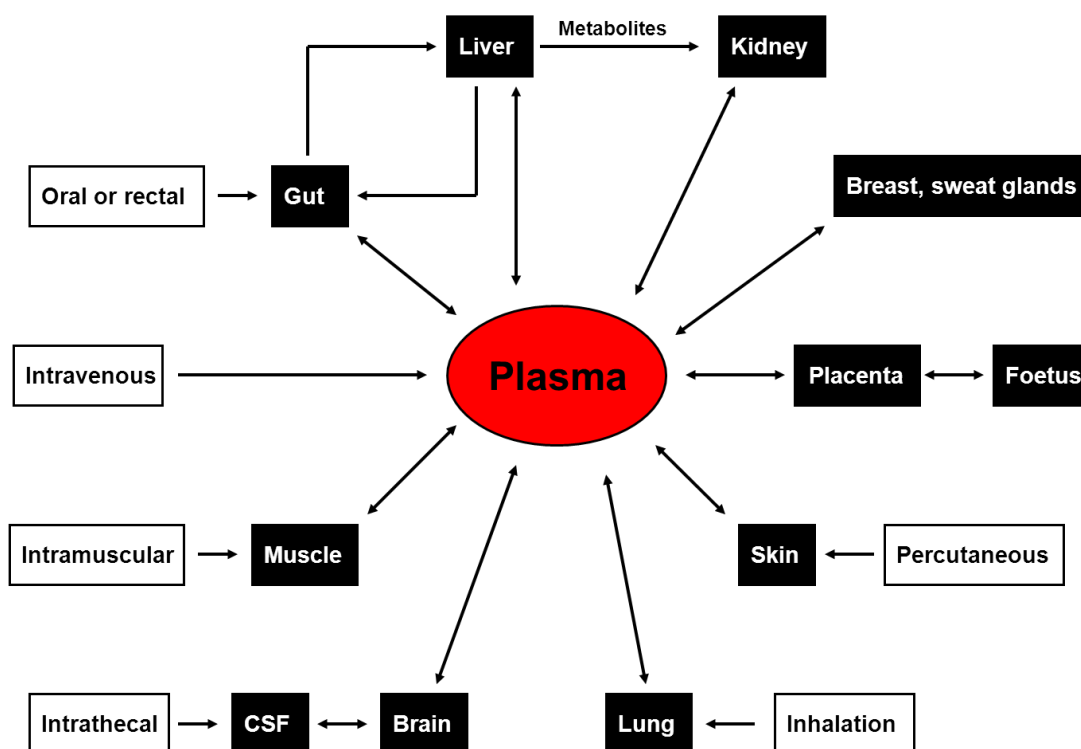 Metabolites
Liver
Kidney
Oral or rectal
Gut
Breast, sweat glands
Intravenous
Plasma
Placenta
Foetus
Intramuscular
Muscle
Skin
Percutaneous
Intrathecal
CSF
Brain
Lung
Inhalation